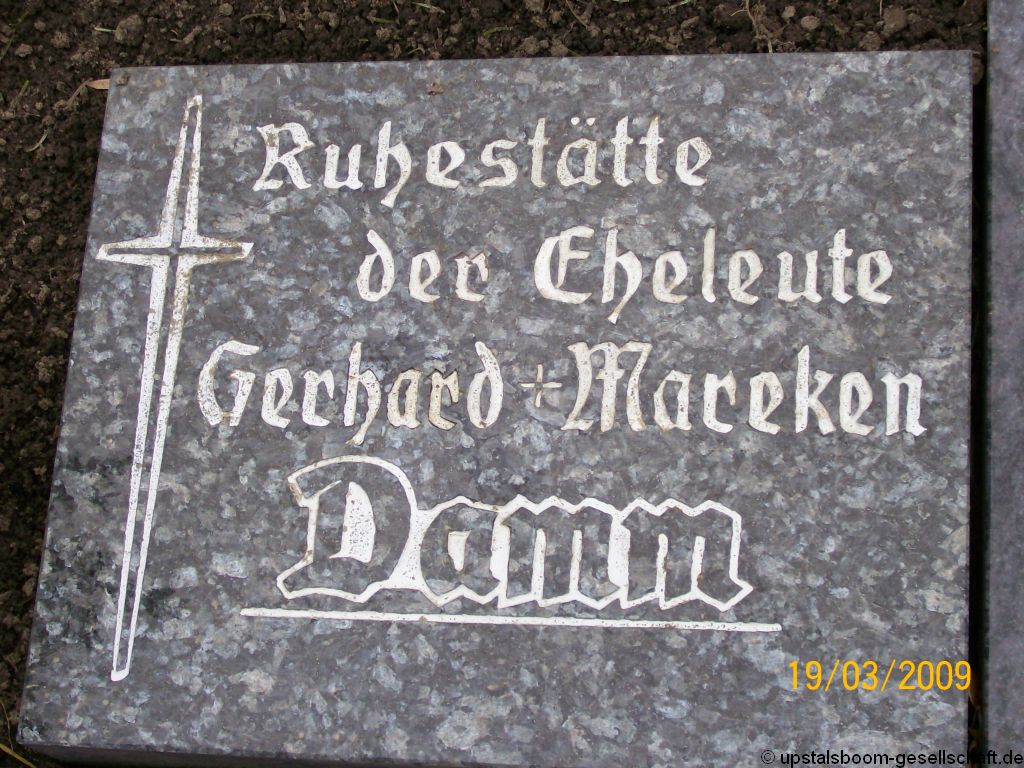 Ruhestätte
der Eheleute
Gerhard + Mareken
Damm
19/03/2009
© upstalsboom-gesellschaft.de